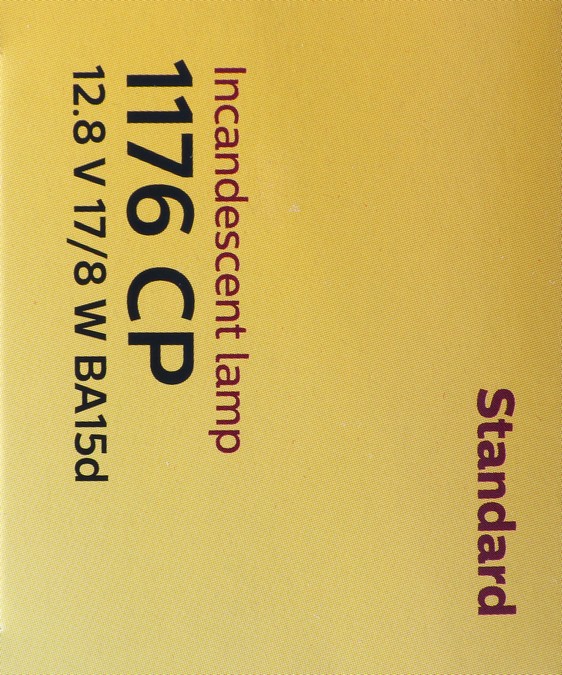 Standard
Incandescent lamp
1176 CP
12.8 V 17/8 W BA15d